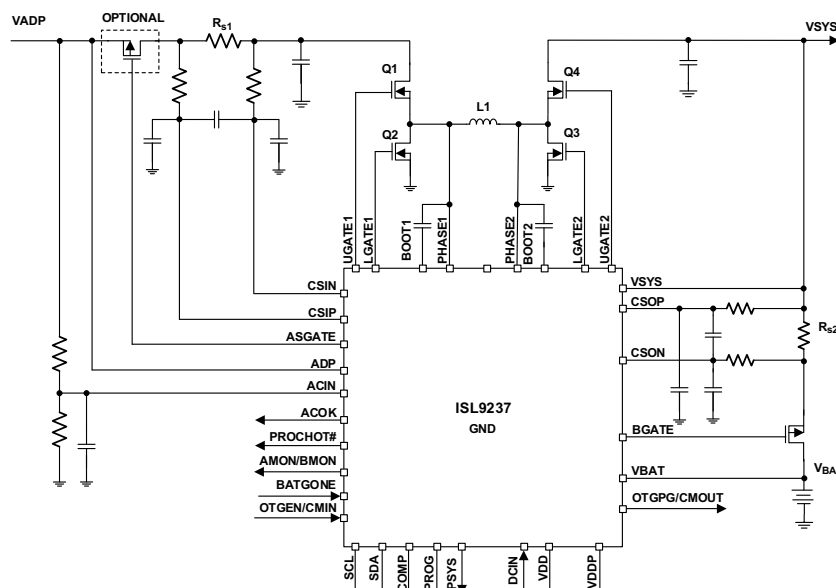 VADP
OPTIONAL
Rs1
VSYS
Q1
Q4
L1
Q2
Q3
UGATE1
LGATE1
BOOT1
PHASE1
PHASE2
BOOT2
LGATE2
UGATE2
CSIN
CSIP
ASGATE
ADP
ACIN
ACOK
PROCHOT#
AMON/BMON
BATGONE
OTGEN/CMIN
ISL9237
GND
VSYS
CSOP
Rs2
CSON
BGATE
VBAT
VBA
OTGPG/CMOUT
SCL
SDA
COMP
PROG
PSYS
DCIN
VDD
VDDP